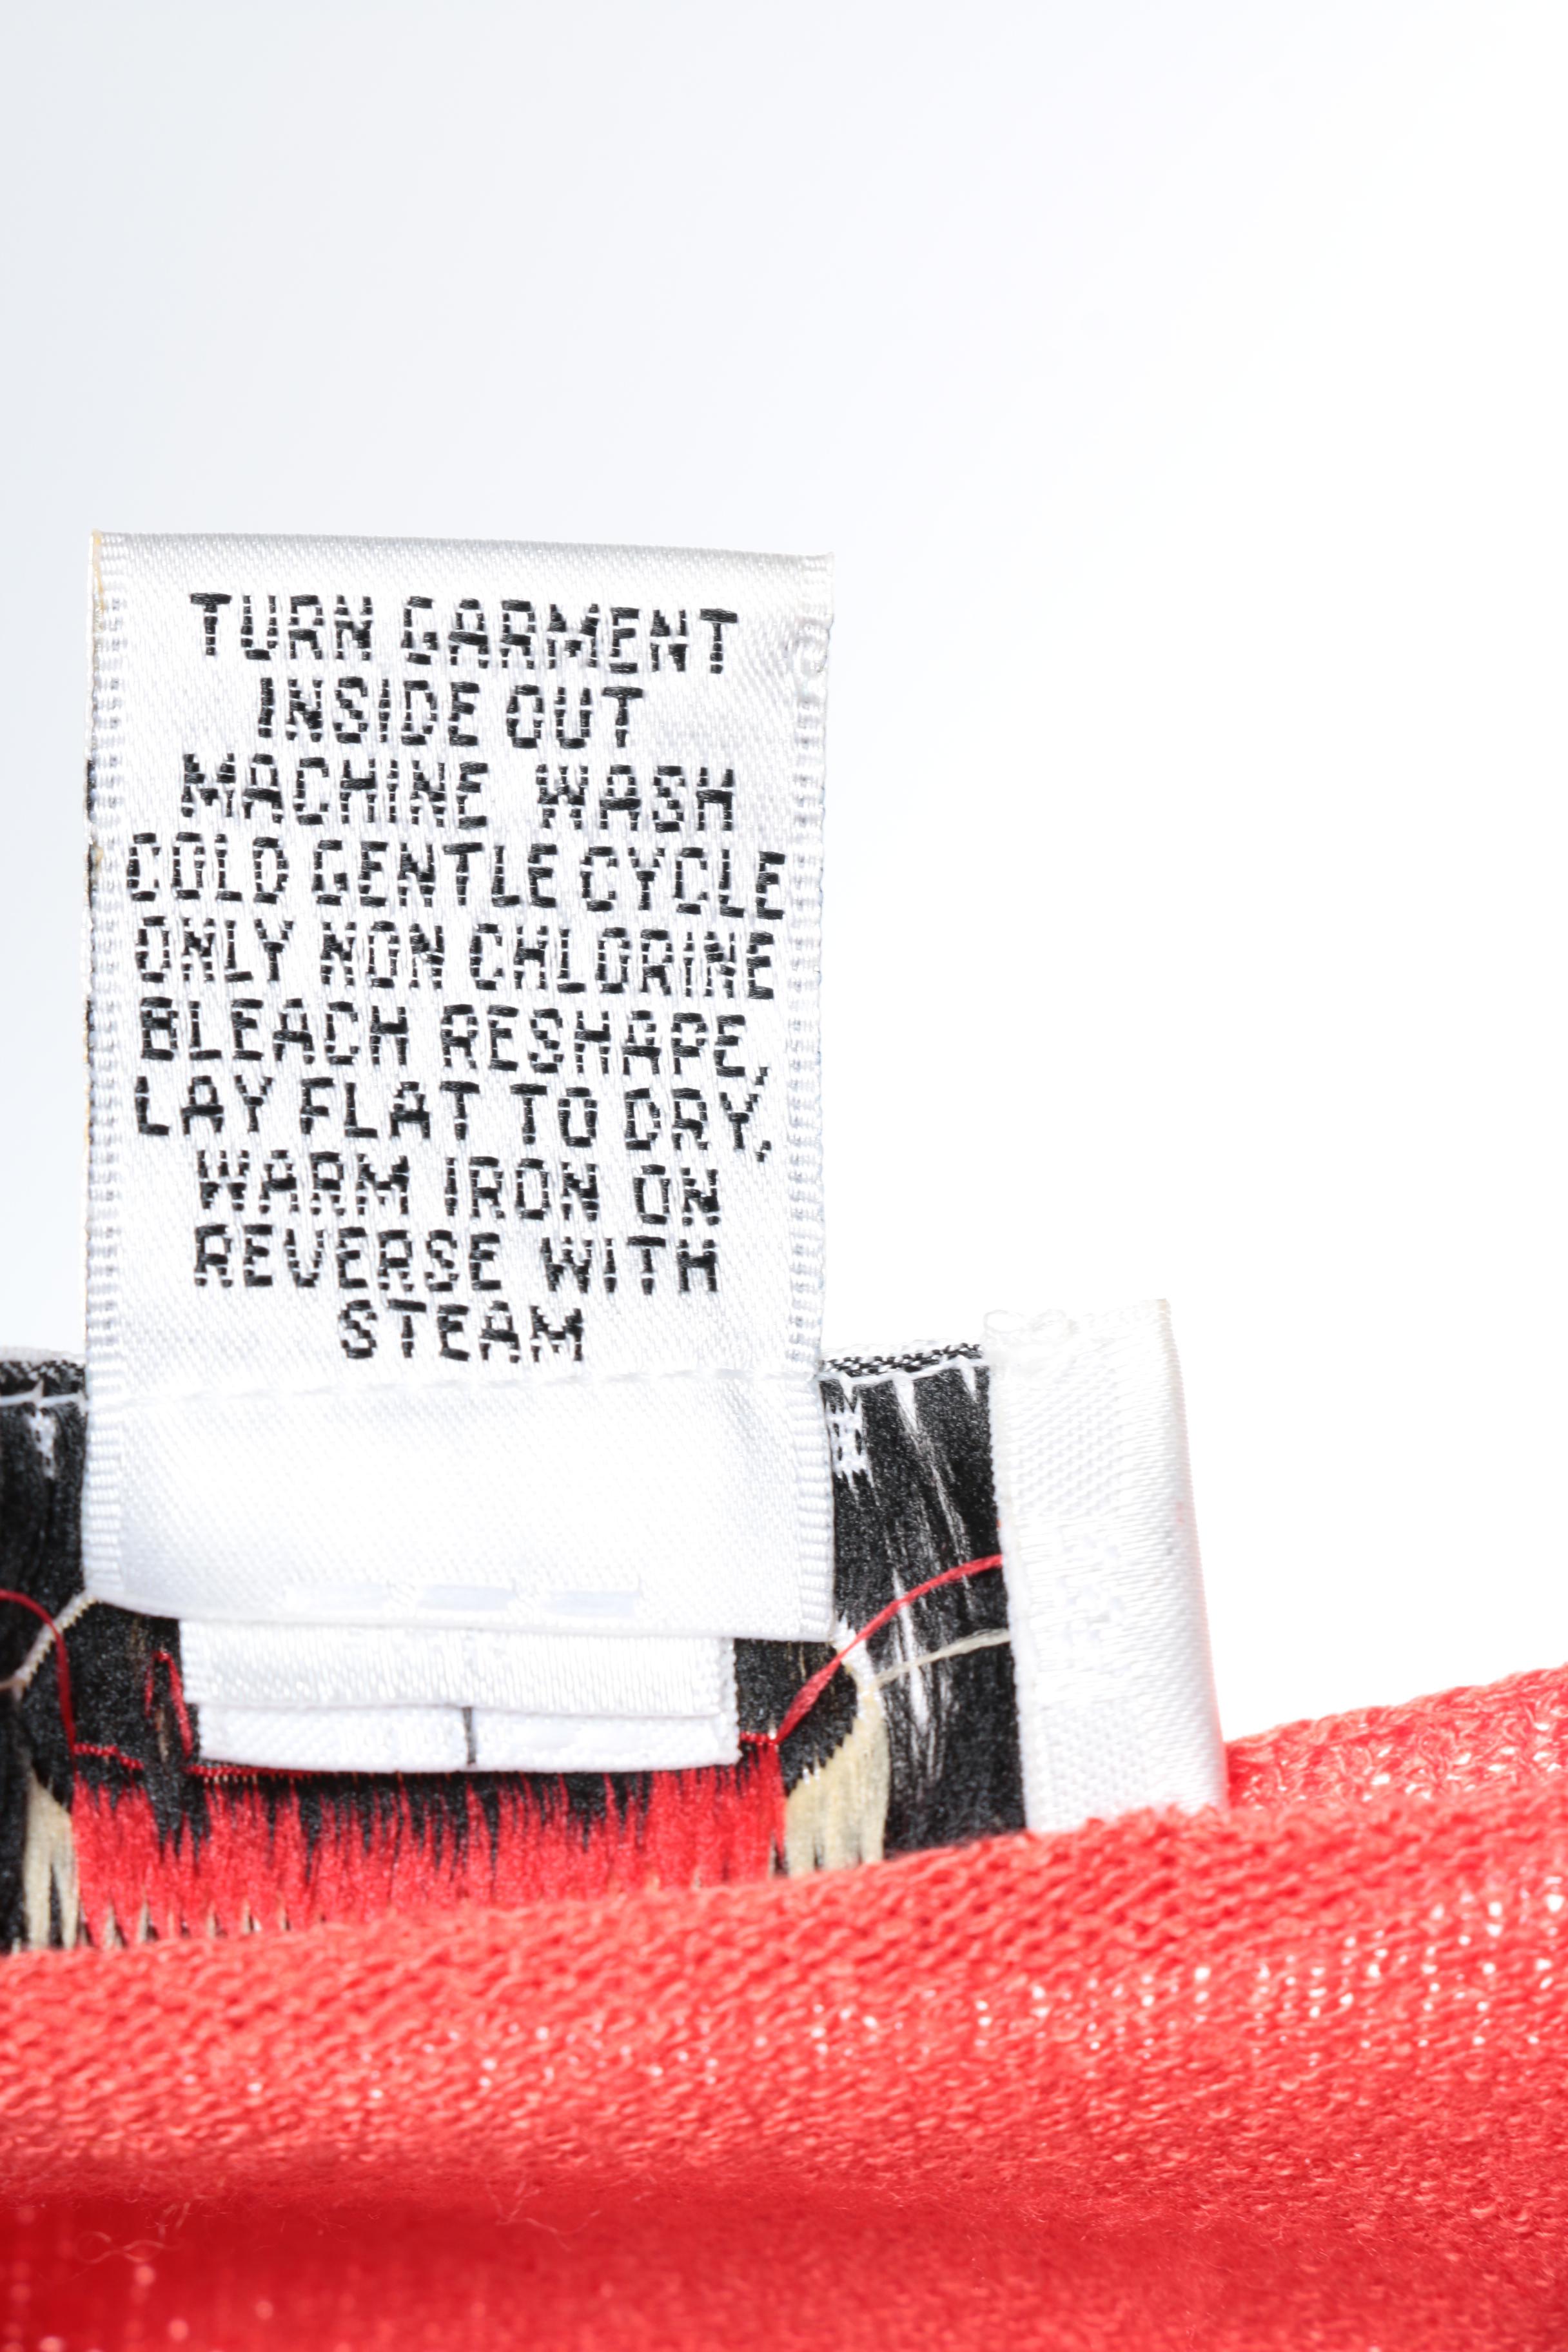 TURN GARMENT
INSIDE OUT
MACHINE WASH
COLD GENTLE CYCLE
ONLY NON CHLORINE
BLEACH RESHAPE,
LAY FLAT TO DRY,
WARM IRON ON
REVERSE WITH
STEAM